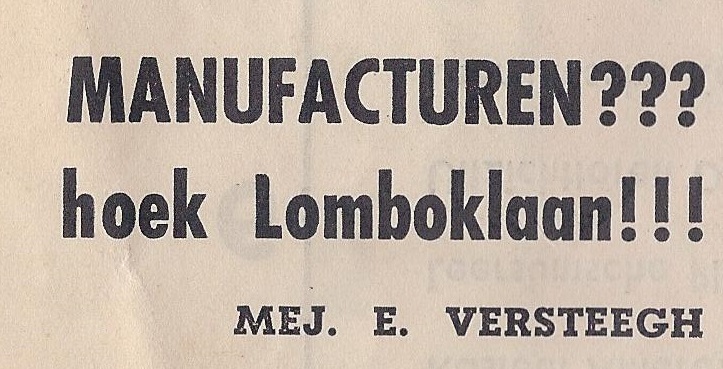 MANUFACTUREN???
hoek Lomboklaan!!!
MEJ. E. VERSTEEGH